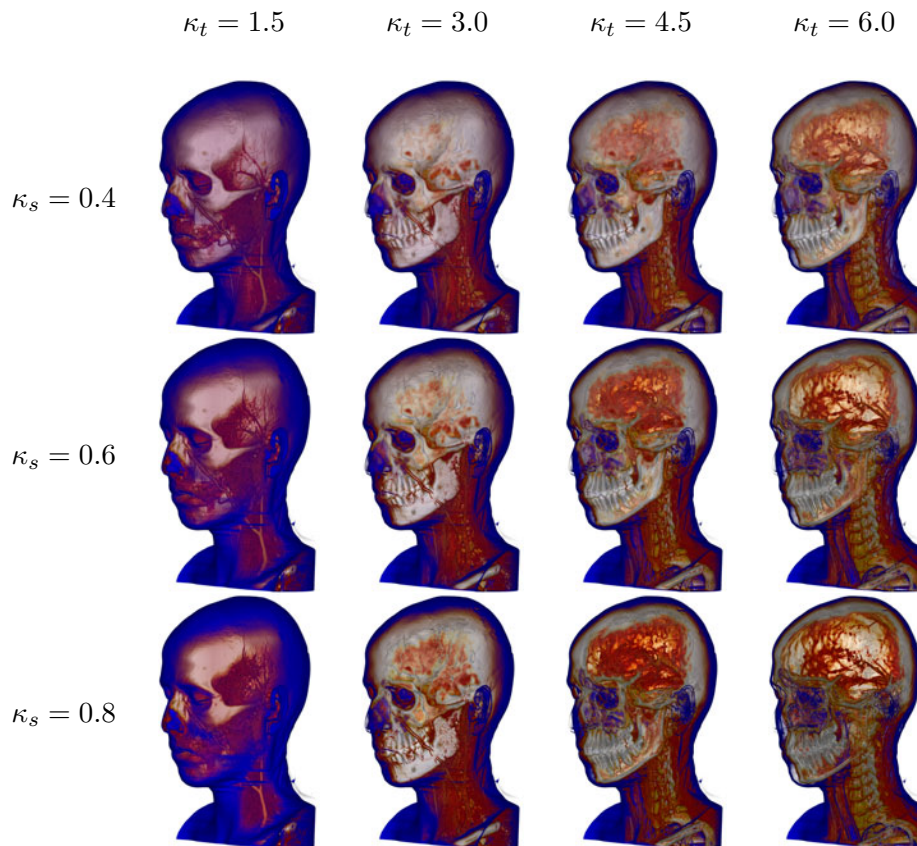 κ_t = 1.5 κ_t = 3.0 κ_t = 4.5 κ_t = 6.0
κ_s = 0.4
κ_s = 0.6
κ_s = 0.8